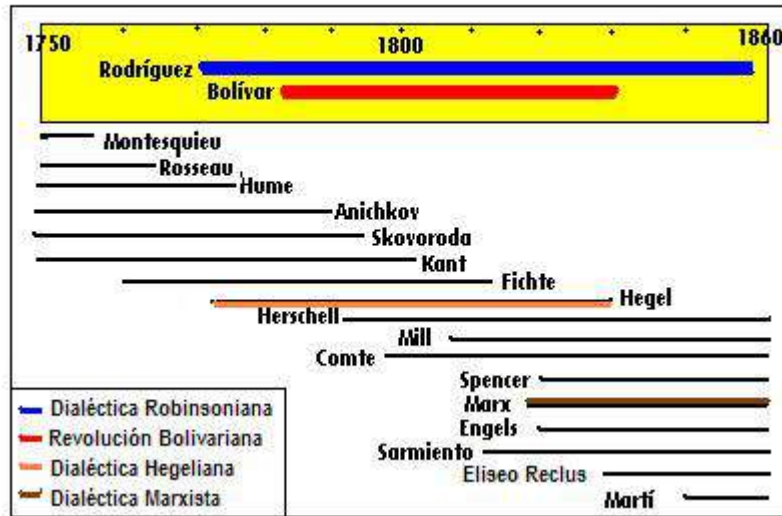 1750
1800
1860
Rodríguez
Bolívar
Montesquieu
Rosseau
Hume
Anichkov
Skovoroda
Kant
Fichte
Hegel
Herschell
Mill
Comte
Spencer
Marx
Engels
Sarmiento
Eliseo Reclus
Martí
Dialéctica Robinsoniana
Revolución Bolivariana
Dialéctica Hegeliana
Dialéctica Marxista